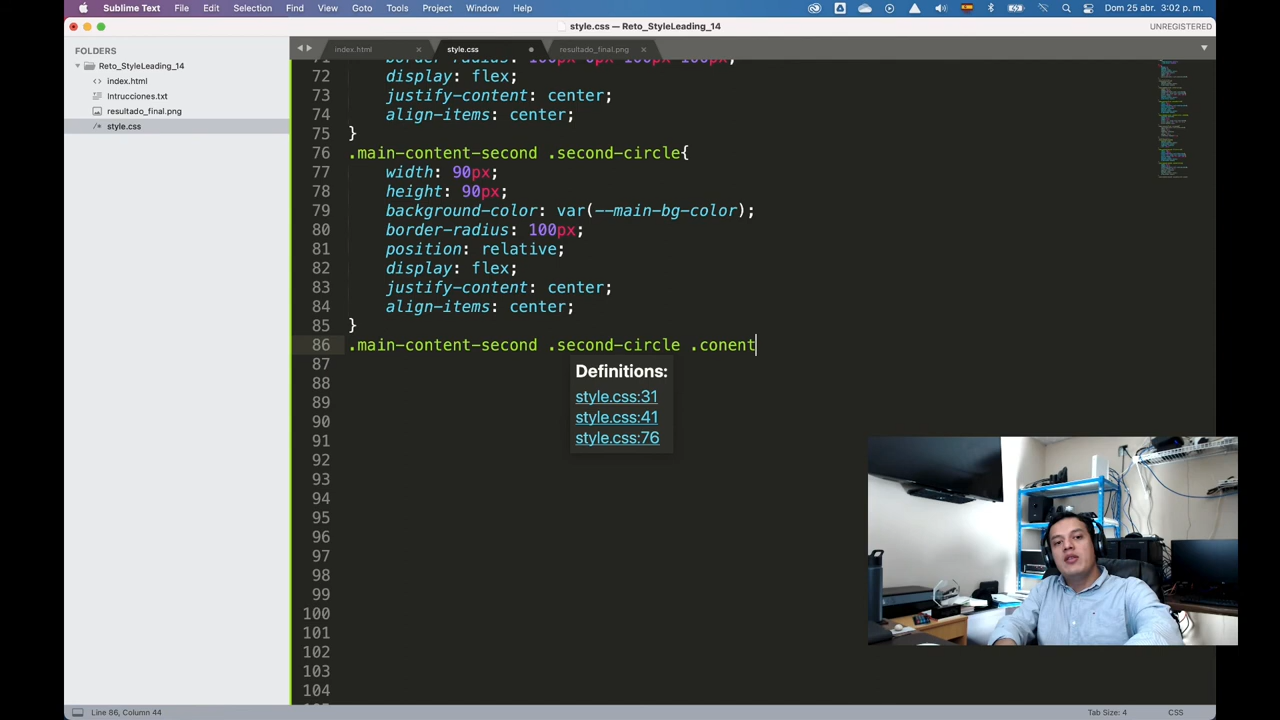 Sublime Text File Edit Selection Find View Goto Tools Project Window Help Dom 25 abr. 3:02 p. m.
style.css — Reto_StyleLeading_14 UNREGISTERED
FOLDERS
Reto_StyleLeading_14
index.html
Intrucciones.txt
resultado_final.png
style.css
index.html style.css resultado_final.png
72 display: flex;
73 justify-content: center;
74 align-items: center;
75 }
76 .main-content-second .second-circle{
77 width: 90px;
78 height: 90px;
79 background-color: var(--main-bg-color);
80 border-radius: 100px;
81 position: relative;
82 display: flex;
83 justify-content: center;
84 align-items: center;
85 }
86 .main-content-second .second-circle .conent
87
88
89
90
91
92
93
94
95
96
97
98
99
100
101
102
103
104
Definitions:
style.css:31
style.css:41
style.css:76
Line 86, Column 44 Tab Size: 4 CSS